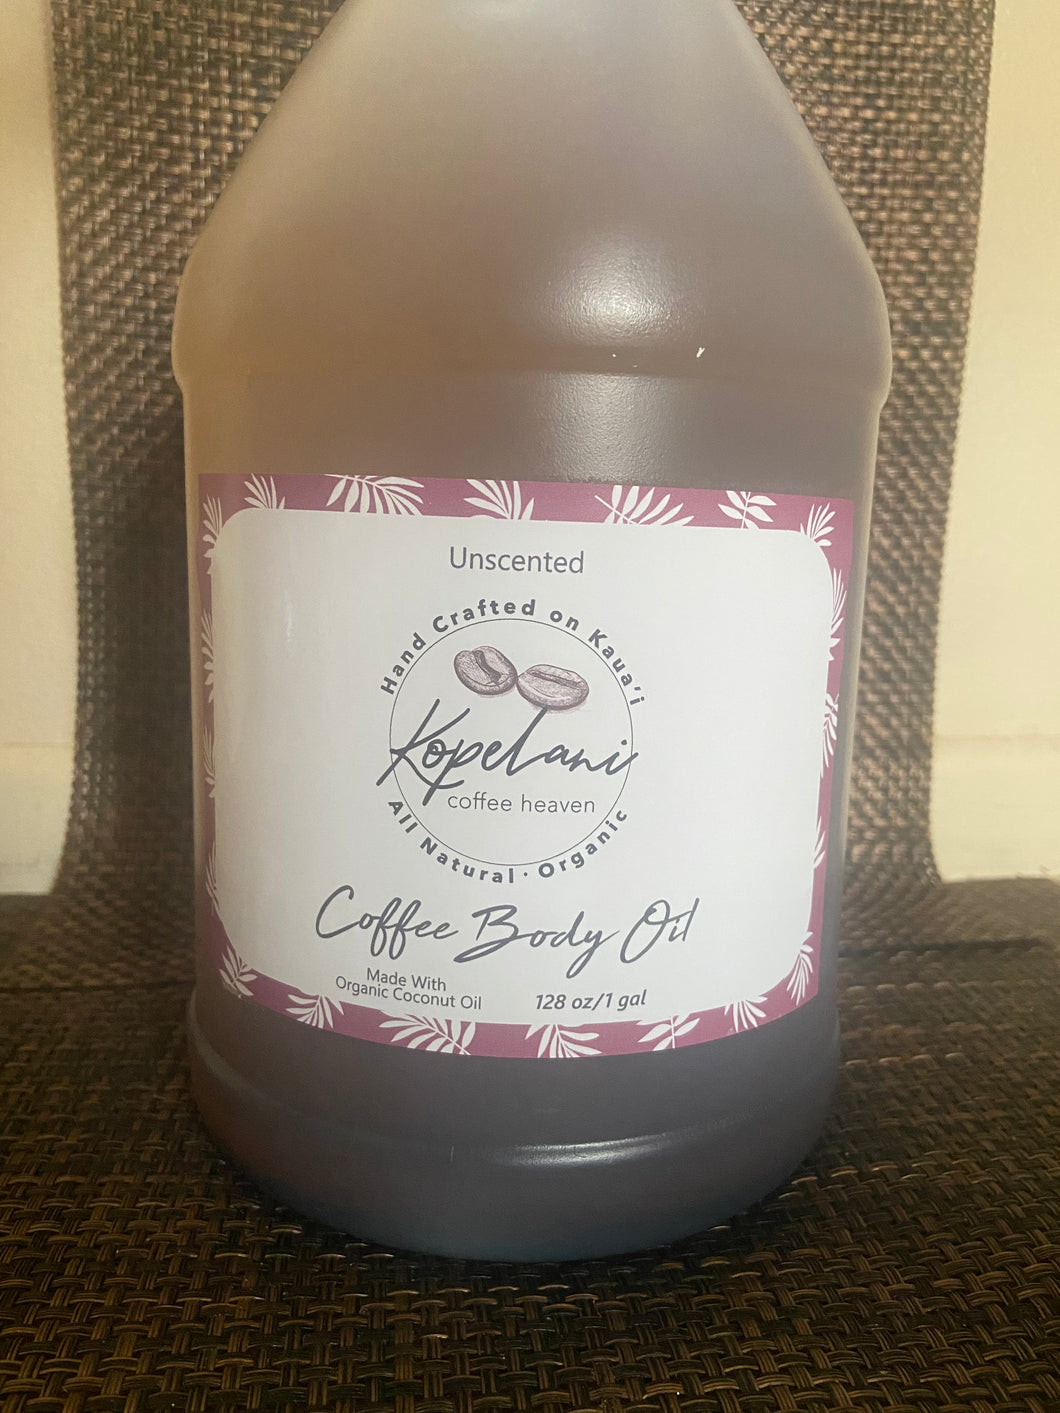 Unscented
Hand Crafted on Kaua'i
Kopelani
coffee heaven
All Natural · Organic
Coffee Body Oil
Made With
Organic Coconut Oil
128 oz/1 gal